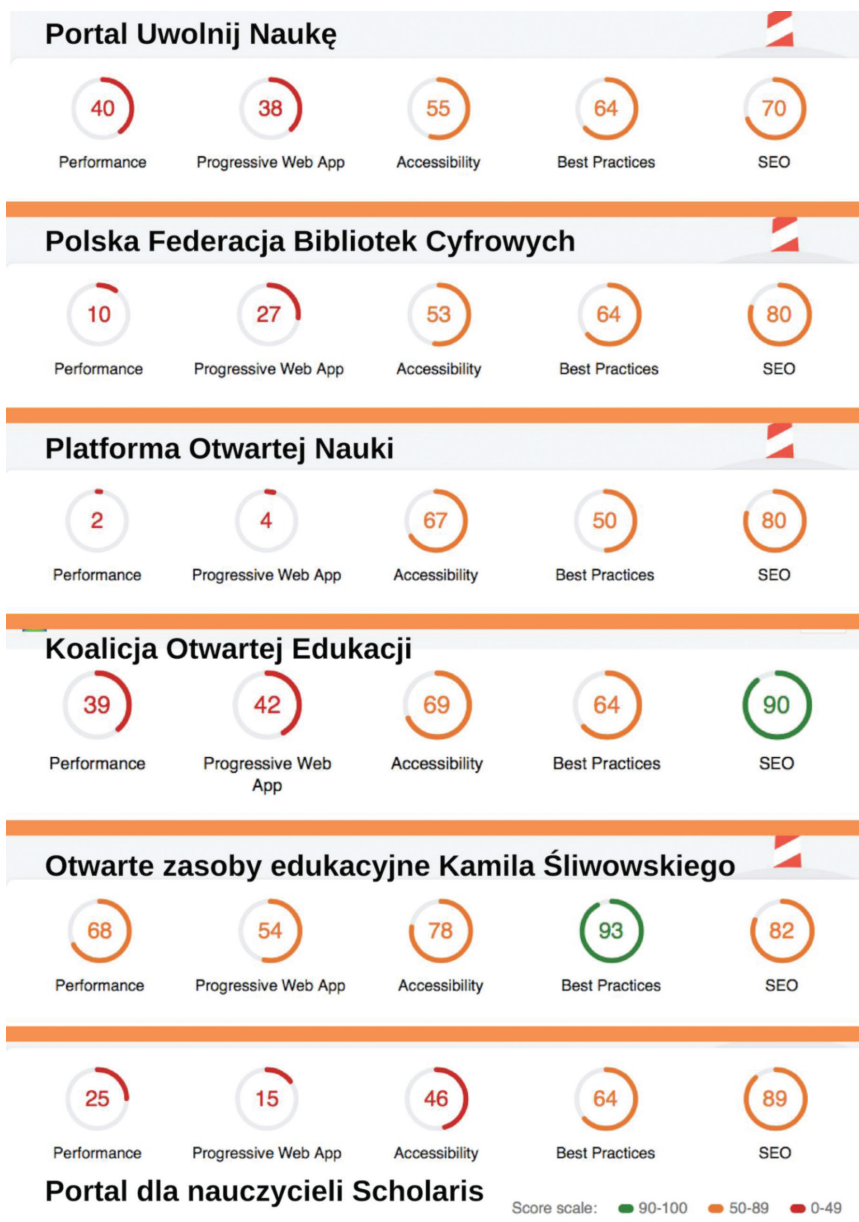 Portal Uwolnij Naukę
40 38 55 64 70
Performance Progressive Web App Accessibility Best Practices SEO
Polska Federacja Bibliotek Cyfrowych
10 27 53 64 80
Performance Progressive Web App Accessibility Best Practices SEO
Platforma Otwartej Nauki
2 4 67 50 80
Performance Progressive Web App Accessibility Best Practices SEO
Koalicja Otwartej Edukacji
39 42 69 64 90
Performance Progressive Web Accessibility Best Practices SEO
App
Otwarte zasoby edukacyjne Kamila Śliwowskiego
68 54 78 93 82
Performance Progressive Web App Accessibility Best Practices SEO
25 15 46 64 89
Performance Progressive Web App Accessibility Best Practices SEO
Portal dla nauczycieli Scholaris
Score scale: 90-100 50-89 0-49